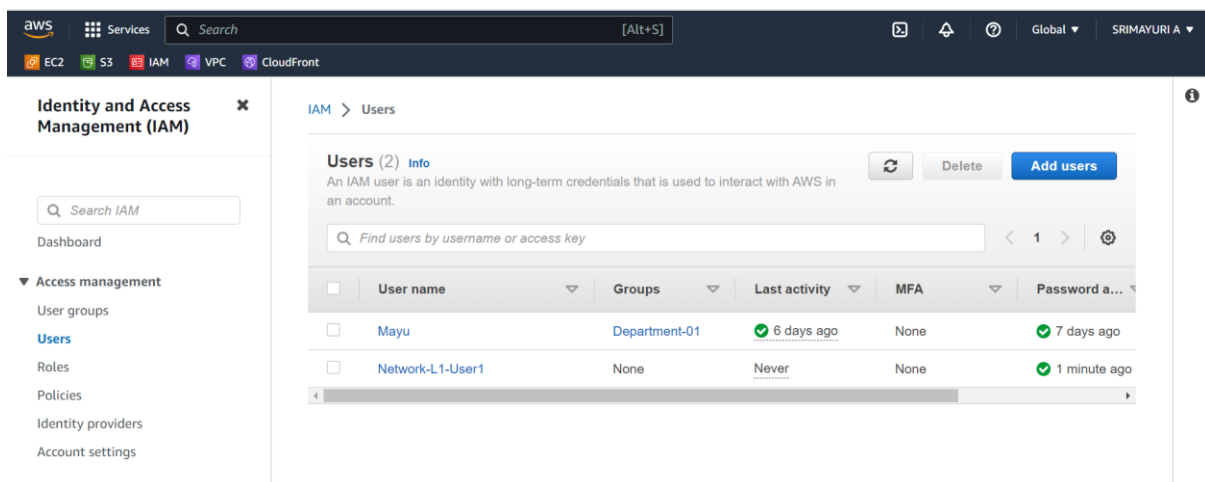 aws Services Search [Alt+S] Global SRIMAYURI A
EC2 S3 IAM VPC CloudFront
Identity and Access
Management (IAM)
Search IAM
Dashboard
Access management
User groups
Users
Roles
Policies
Identity providers
Account settings
IAM > Users
Users (2) Info
An IAM user is an identity with long-term credentials that is used to interact with AWS in
an account.
Delete Add users
Find users by username or access key
1
User name Groups Last activity MFA Password a...
Mayu Department-01 6 days ago None 7 days ago
Network-L1-User1 None Never None 1 minute ago